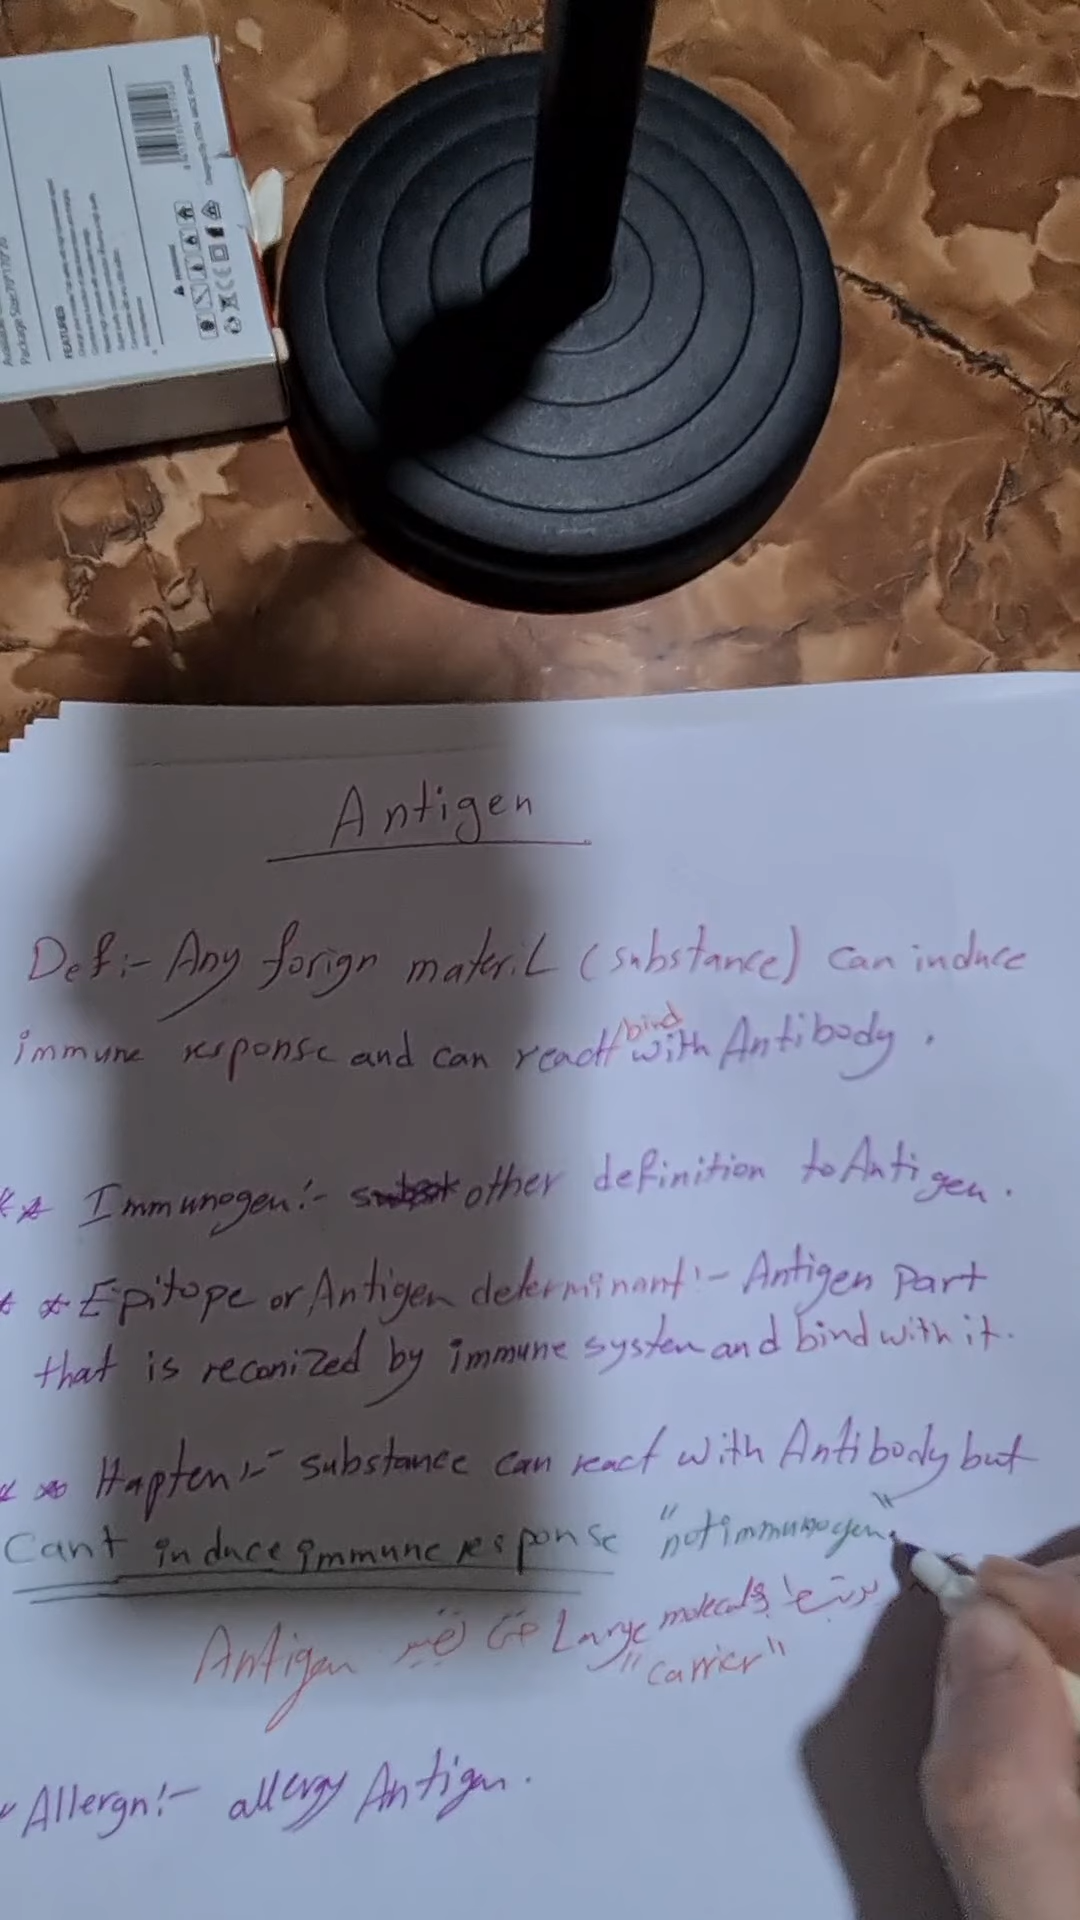 FEATURES
Antigen
Def:- Any forign materil (substance) can induce
immune response and can react/bind with Antibody.
** Immunogen:- other definition to Antigen.
** Epitope or Antigen determinant:- Antigen Part
that is reconized by immune system and bind with it.
** Hapten:- substance can react with Antibody but
Cant induce immune response "not immunogen"
Large molecule
Antigen
"carrier"
* Allergn:- allergy Antigen.